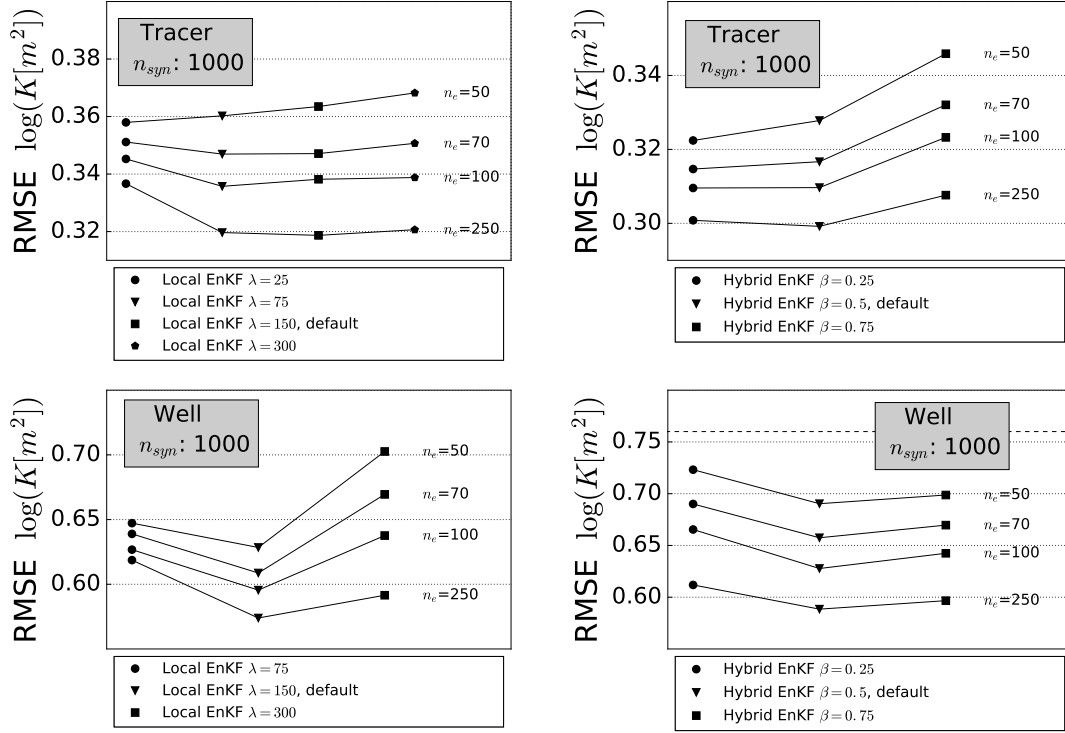 RMSE log(K[m²])
0.38
0.36
0.34
0.32
Tracer
n_syn: 1000
n_e=50
n_e=70
n_e=100
n_e=250
Local EnKF λ=25
Local EnKF λ=75
Local EnKF λ=150, default
Local EnKF λ=300
RMSE log(K[m²])
0.34
0.32
0.30
Tracer
n_syn: 1000
n_e=50
n_e=70
n_e=100
n_e=250
Hybrid EnKF β=0.25
Hybrid EnKF β=0.5, default
Hybrid EnKF β=0.75
RMSE log(K[m²])
0.70
0.65
0.60
Well
n_syn: 1000
n_e=50
n_e=70
n_e=100
n_e=250
Local EnKF λ=75
Local EnKF λ=150, default
Local EnKF λ=300
RMSE log(K[m²])
0.75
0.70
0.65
0.60
Well
n_syn: 1000
n_e=50
n_e=70
n_e=100
n_e=250
Hybrid EnKF β=0.25
Hybrid EnKF β=0.5, default
Hybrid EnKF β=0.75